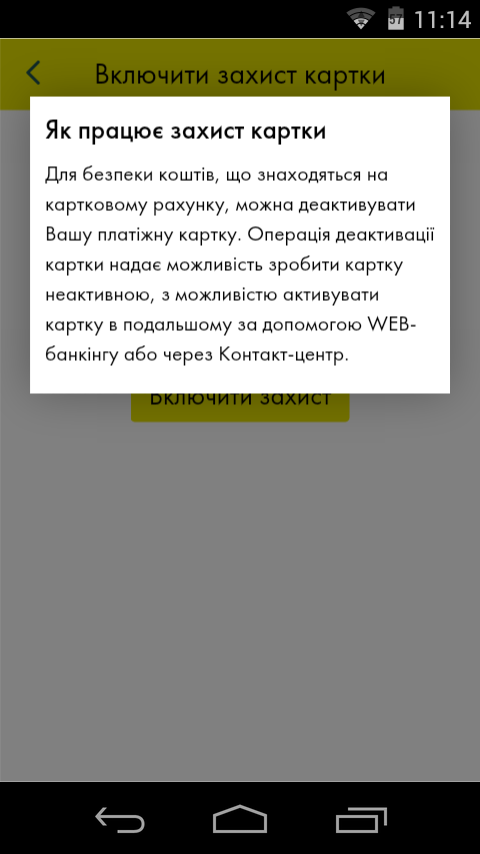 57 11:14
Включити захист картки
Як працює захист картки
Для безпеки коштів, що знаходяться на
картковому рахунку, можна деактивувати
Вашу платіжну картку. Операція деактивації
картки надає можливість зробити картку
неактивною, з можливістю активувати
картку в подальшому за допомогою WEB-
банкінгу або через Контакт-центр.
Включити захист